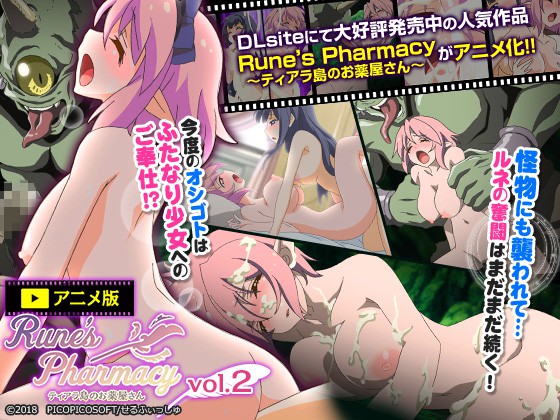 DLsiteにて大好評発売中の人気作品
Rune's Pharmacyがアニメ化!!
～ティアラ島のお薬屋さん～
怪物にも襲われて…
ルネの奮闘はまだまだ続く!
今度のオシゴトは
ふたなり少女への
ご奉仕!?
アニメ版
Rune's
Pharmacy
ティアラ島のお薬屋さん
vol.2
©2018 PICOPICOSOFT/せるふぃっしゅ